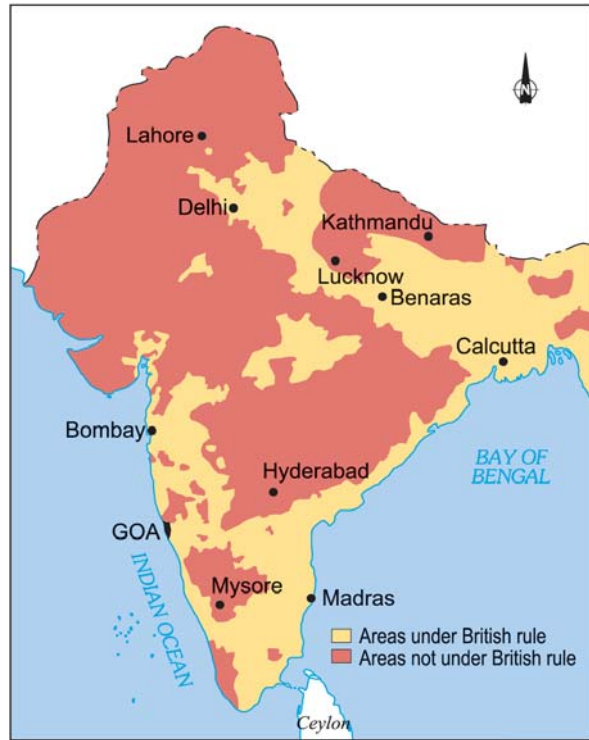 N
Lahore
Delhi
Kathmandu
Lucknow
Benaras
Calcutta
Bombay
Hyderabad
BAY OF
BENGAL
GOA
INDIAN OCEAN
Mysore
Madras
Areas under British rule
Areas not under British rule
Ceylon